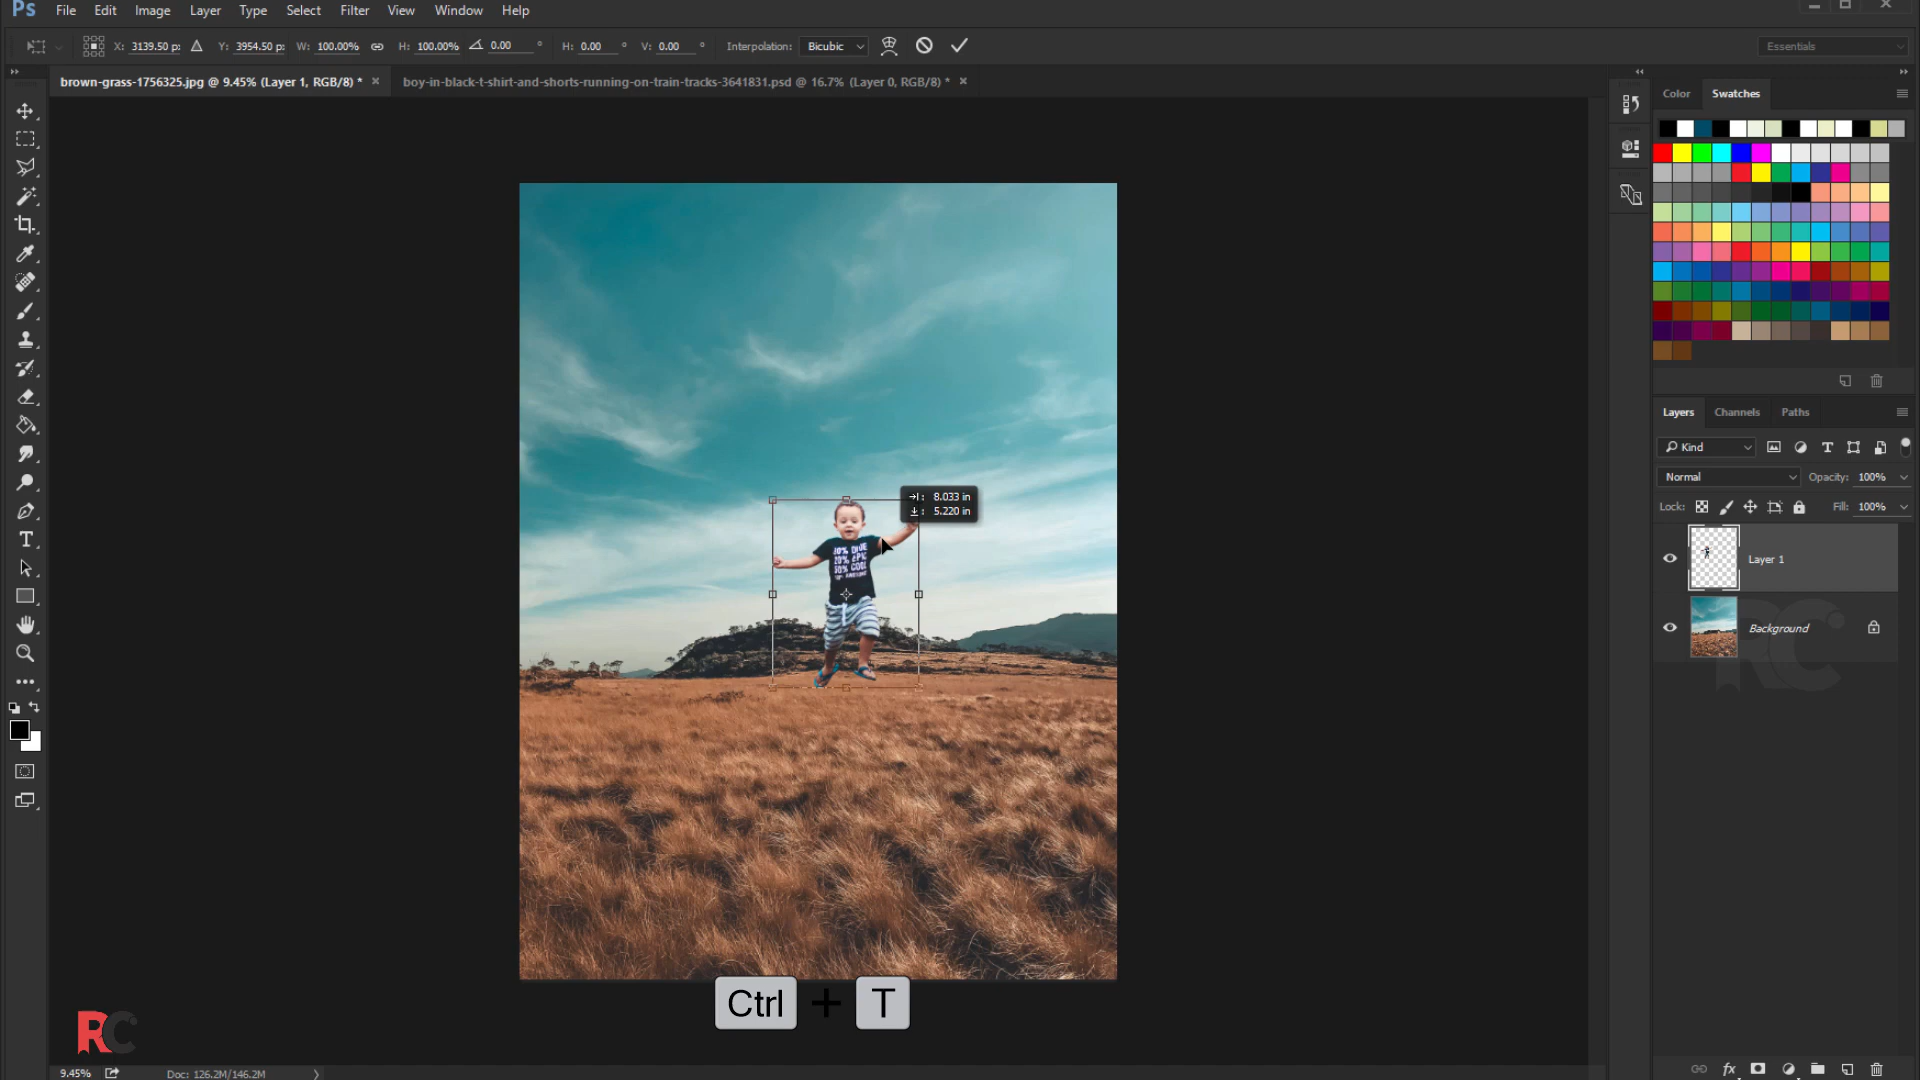 Ps File Edit Image Layer Type Select Filter View Window Help
X: 3139.50 p: Y: 3954.50 p: W: 100.00% H: 100.00% 0.00 ° H: 0.00 ° V: 0.00 ° Interpolation: Bicubic Essentials
brown-grass-1756325.jpg @ 9.45% (Layer 1, RGB/8) * × boy-in-black-t-shirt-and-shorts-running-on-train-tracks-3641831.psd @ 16.7% (Layer 0, RGB/8) * ×
Color Swatches
Layers Channels Paths
Kind
Normal Opacity: 100%
Lock: Fill: 100%
8.033 in
5.220 in
Layer 1
Background
RC
Ctrl + T
RC
9.45% Doc: 126.2M/146.2M